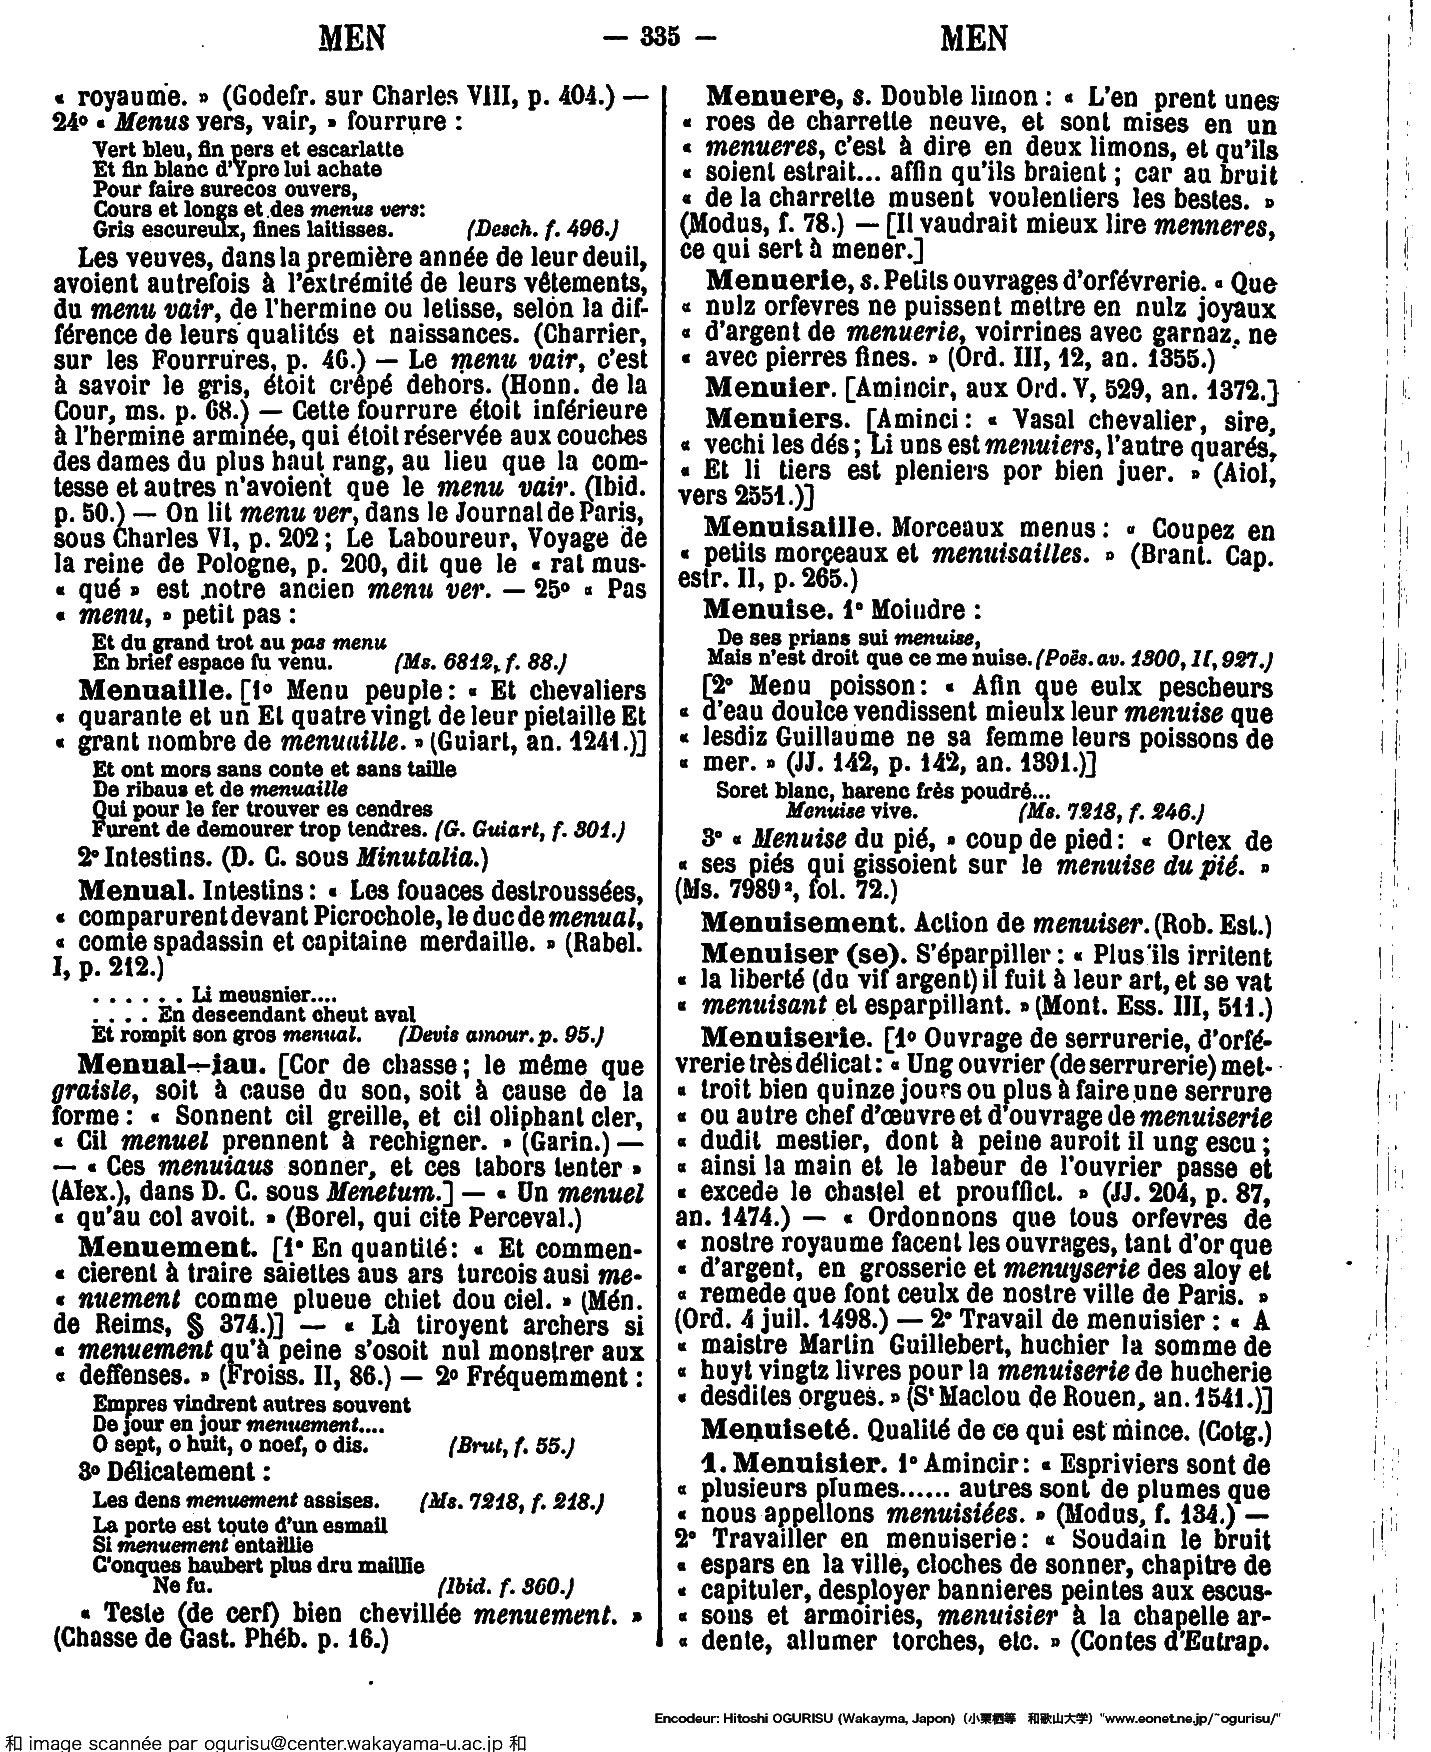 MEN — 335 — MEN
« royaume. » (Godefr. sur Charles VIII, p. 404.) —
24º « Menus vers, vair, » fourrure :
Vert bleu, fin pers et escarlatte
Et fin blanc d'Ypre lui achate
Pour faire surecos ouvers,
Cours et longs et des menus vers:
Gris escureulx, fines laitisses. (Desch. f. 496.)
Les veuves, dans la première année de leur deuil,
avoient autrefois à l'extrémité de leurs vêtements,
du menu vair, de l'hermine ou letisse, selon la dif-
férence de leurs qualités et naissances. (Charrier,
sur les Fourrures, p. 46.) — Le menu vair, c'est
à savoir le gris, étoit crêpé dehors. (Honn. de la
Cour, ms. p. 68.) — Cette fourrure étoit inférieure
à l'hermine arminée, qui étoit réservée aux couches
des dames du plus haut rang, au lieu que la com-
tesse et autres n'avoient que le menu vair. (Ibid.
p. 50.) — On lit menu ver, dans le Journal de Paris,
sous Charles VI, p. 202 ; Le Laboureur, Voyage de
la reine de Pologne, p. 200, dit que le « rat mus-
« qué » est notre ancien menu ver. — 25º « Pas
« menu, » petit pas :
Et du grand trot au pas menu
En brief espace fu venu. (Ms. 6812, f. 88.)
Menuaille. [1º Menu peuple : « Et chevaliers
« quarante et un Et quatre vingt de leur pietaille Et
« grant nombre de menuaille. » (Guiart, an. 1241.)]
Et ont mors sans conte et sans taille
De ribaus et de menuaille
Qui pour le fer trouver es cendres
Furent de demourer trop tendres. (G. Guiart, f. 301.)
2º Intestins. (D. C. sous Minutalia.)
Menual. Intestins : « Les fouaces destroussées,
« comparurent devant Picrochole, le duc de menual,
« comte spadassin et capitaine merdaille. » (Rabel.
I, p. 212.)
. . . . . . Li meusnier....
. . . . En descendant cheut aval
Et rompit son gros menual. (Devis amour. p. 95.)
Menual—iau. [Cor de chasse ; le même que
graisle, soit à cause du son, soit à cause de la
forme : « Sonnent cil greille, et cil oliphant cler,
« Cil menuel prennent à rechigner. » (Garin.) —
— « Ces menuiaus sonner, et ces tabors tenter »
(Alex.), dans D. C. sous Menetum.] — « Un menuel
« qu'au col avoit. » (Borel, qui cite Perceval.)
Menuement. [1º En quantité : « Et commen-
« cierent à traire saiettes aus ars turcois ausi me-
« nuement comme plueue chiet dou ciel. » (Mén.
de Reims, § 374.)] — « Là tiroyent archers si
« menuement qu'à peine s'osoit nul monstrer aux
« deffenses. » (Froiss. II, 86.) — 2º Fréquemment :
Empres vindrent autres souvent
De jour en jour menuement....
O sept, o huit, o noef, o dis. (Brut, f. 55.)
3º Délicatement :
Les dens menuement assises. (Ms. 7218, f. 218.)
La porte est toute d'un esmail
Si menuement entaillie
C'onques haubert plus dru maillie
Ne fu. (Ibid. f. 360.)
« Teste (de cerf) bien chevillée menuement. »
(Chasse de Gast. Phéb. p. 16.)
Menuere, s. Double limon : « L'en prent unes
« roes de charrette neuve, et sont mises en un
« menueres, c'est à dire en deux limons, et qu'ils
« soient estrait... affin qu'ils braient ; car au bruit
« de la charrette musent voulentiers les bestes. »
(Modus, f. 78.) — [Il vaudrait mieux lire menneres,
ce qui sert à mener.]
Menuerie, s. Petits ouvrages d'orfévrerie. « Que
« nulz orfevres ne puissent mettre en nulz joyaux
« d'argent de menuerie, voirrines avec garnaz, ne
« avec pierres fines. » (Ord. III, 12, an. 1355.)
Menuier. [Amincir, aux Ord. V, 529, an. 1372.]
Menuiers. [Aminci : « Vasal chevalier, sire,
« vechi les dés ; Li uns est menuiers, l'autre quarés,
« Et li tiers est pleniers por bien juer. » (Aiol,
vers 2551.)]
Menuisaille. Morceaux menus : « Coupez en
« petits morçeaux et menuisailles. » (Brant. Cap.
estr. II, p. 265.)
Menuise. 1º Moindre :
De ses prians sui menuise,
Mais n'est droit que ce me nuise. (Poës. av. 1300, II, 927.)
[2º Menu poisson : « Afin que eulx pescheurs
« d'eau doulce vendissent mieulx leur menuise que
« lesdiz Guillaume ne sa femme leurs poissons de
« mer. » (JJ. 142, p. 142, an. 1391.)]
Soret blanc, harenc frès poudré...
Menuise vive. (Ms. 7218, f. 246.)
3º « Menuise du pié, » coup de pied : « Ortex de
« ses piés qui gissoient sur le menuise du pié. »
(Ms. 7989², fol. 72.)
Menuisement. Action de menuiser. (Rob. Est.)
Menuiser (se). S'éparpiller : « Plus ils irritent
« la liberté (du vif argent) il fuit à leur art, et se vat
« menuisant et esparpillant. » (Mont. Ess. III, 511.)
Menuiserie. [1º Ouvrage de serrurerie, d'orfé-
vrerie très délicat : « Ung ouvrier (de serrurerie) met-
« troit bien quinze jours ou plus à faire une serrure
« ou autre chef d'œuvre et d'ouvrage de menuiserie
« dudit mestier, dont à peine auroit il ung escu ;
« ainsi la main et le labeur de l'ouvrier passe et
« excede le chastel et prouffict. » (JJ. 204, p. 87,
an. 1474.) — « Ordonnons que tous orfevres de
« nostre royaume facent les ouvrages, tant d'or que
« d'argent, en grosserie et menuyserie des aloy et
« remede que font ceulx de nostre ville de Paris. »
(Ord. 4 juil. 1498.) — 2º Travail de menuisier : « A
« maistre Martin Guillebert, huchier la somme de
« huyt vingtz livres pour la menuiserie de hucherie
« desdites orgues. » (Sᵗ Maclou de Rouen, an. 1541.)]
Menuiseté. Qualité de ce qui est mince. (Cotg.)
1. Menuisier. 1º Amincir : « Espriviers sont de
« plusieurs plumes...... autres sont de plumes que
« nous appellons menuisiées. » (Modus, f. 134.) —
2º Travailler en menuiserie : « Soudain le bruit
« espars en la ville, cloches de sonner, chapitre de
« capituler, desployer bannieres peintes aux escus-
« sons et armoiries, menuisier à la chapelle ar-
« dente, allumer torches, etc. » (Contes d'Eutrap.
Encodeur: Hitoshi OGURISU (Wakayma, Japon) (小栗栖等 和歌山大学) "www.eonet.ne.jp/~ogurisu/"
和 image scannée par ogurisu@center.wakayama-u.ac.jp 和